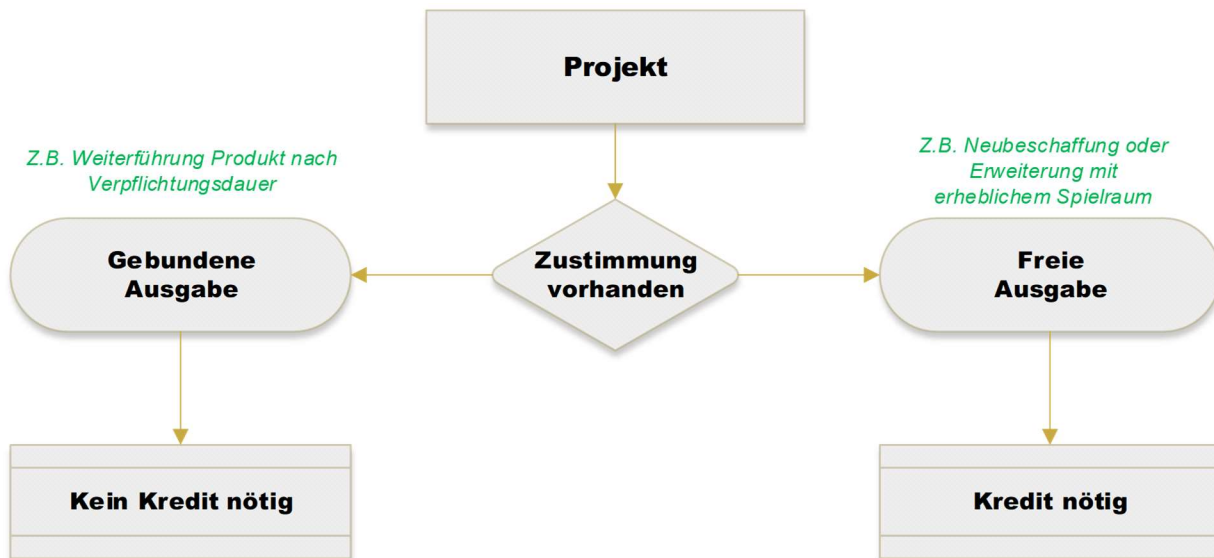 Projekt
Z.B. Weiterführung Produkt nach
Verpflichtungsdauer
Z.B. Neubeschaffung oder
Erweiterung mit
erheblichem Spielraum
Gebundene
Ausgabe
Zustimmung
vorhanden
Freie
Ausgabe
Kein Kredit nötig
Kredit nötig